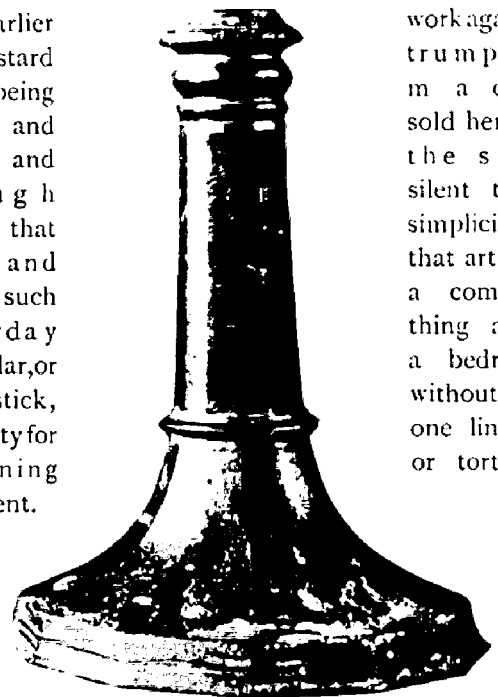 arlier
stard
being
and
and
u g h
that
and
such
r d a y
lar,or
stick,
ty for
n i n g
ent.
work aga
t r u m p
m a c
sold her
the s
silent t
simplici
that art
a com
thing a
a bedr
without
one lin
or tort